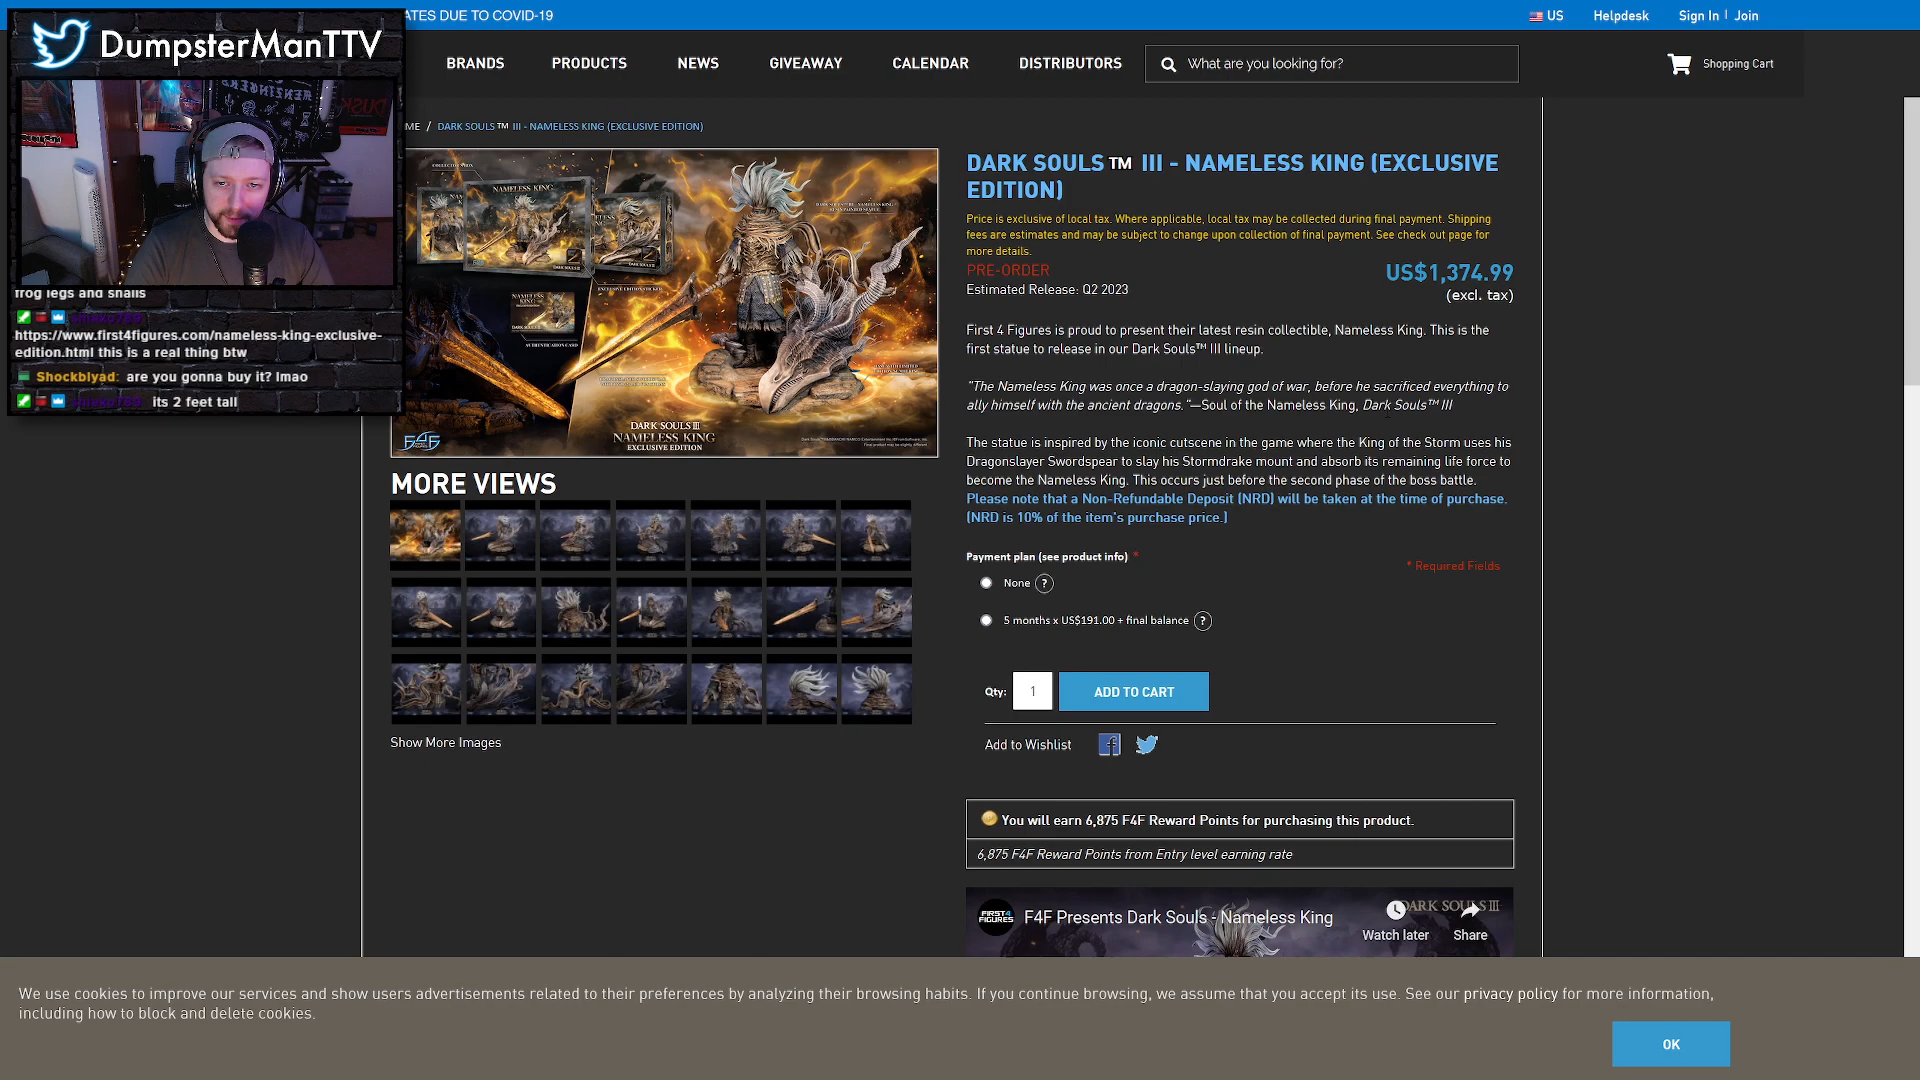 ATES DUE TO COVID-19
US
Helpdesk
Sign In
Join
DumpsterManTTV
BRANDS
PRODUCTS
NEWS
GIVEAWAY
CALENDAR
DISTRIBUTORS
What are you looking for?
Shopping Cart
ME / DARK SOULS™ III - NAMELESS KING (EXCLUSIVE EDITION)
frog legs and snails
https://www.first4figures.com/nameless-king-exclusive-
edition.html this is a real thing btw
Shockblyad: are you gonna buy it? lmao
its 2 feet tall
NAMELESS KING
EXCLUSIVE EDITION STICKER
NAMELESS
KING
AUTHENTICATION CARD
F4F
DARK SOULS III
NAMELESS KING
EXCLUSIVE EDITION
MORE VIEWS
Show More Images
DARK SOULS™ III - NAMELESS KING (EXCLUSIVE
EDITION)
Price is exclusive of local tax. Where applicable, local tax may be collected during final payment. Shipping
fees are estimates and may be subject to change upon collection of final payment. See check out page for
more details.
PRE-ORDER
US$1,374.99
Estimated Release: Q2 2023
(excl. tax)
First 4 Figures is proud to present their latest resin collectible, Nameless King. This is the
first statue to release in our Dark Souls™ III lineup.
"The Nameless King was once a dragon-slaying god of war, before he sacrificed everything to
ally himself with the ancient dragons."—Soul of the Nameless King, Dark Souls™ III
The statue is inspired by the iconic cutscene in the game where the King of the Storm uses his
Dragonslayer Swordspear to slay his Stormdrake mount and absorb its remaining life force to
become the Nameless King. This occurs just before the second phase of the boss battle.
Please note that a Non-Refundable Deposit (NRD) will be taken at the time of purchase.
(NRD is 10% of the item's purchase price.)
Payment plan (see product info) *
* Required Fields
None ?
5 months x US$191.00 + final balance ?
Qty: 1 ADD TO CART
Add to Wishlist
You will earn 6,875 F4F Reward Points for purchasing this product.
6,875 F4F Reward Points from Entry level earning rate
FIRST4
FIGURES
F4F Presents Dark Souls - Nameless King
DARK SOULS III
Watch later
Share
We use cookies to improve our services and show users advertisements related to their preferences by analyzing their browsing habits. If you continue browsing, we assume that you accept its use. See our privacy policy for more information,
including how to block and delete cookies.
OK